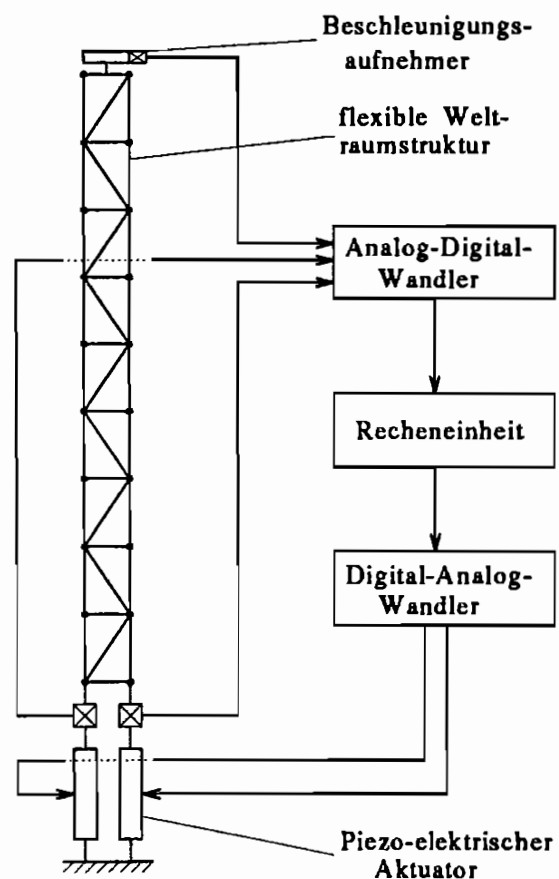 Beschleunigungs-
aufnehmer
flexible Welt-
raumstruktur
Analog-Digital-
Wandler
Recheneinheit
Digital-Analog-
Wandler
Piezo-elektrischer
Aktuator